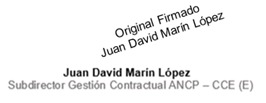 Original Firmado
Juan David Marín López
Juan David Marín López
Subdirector Gestión Contractual ANCP – CCE (E)